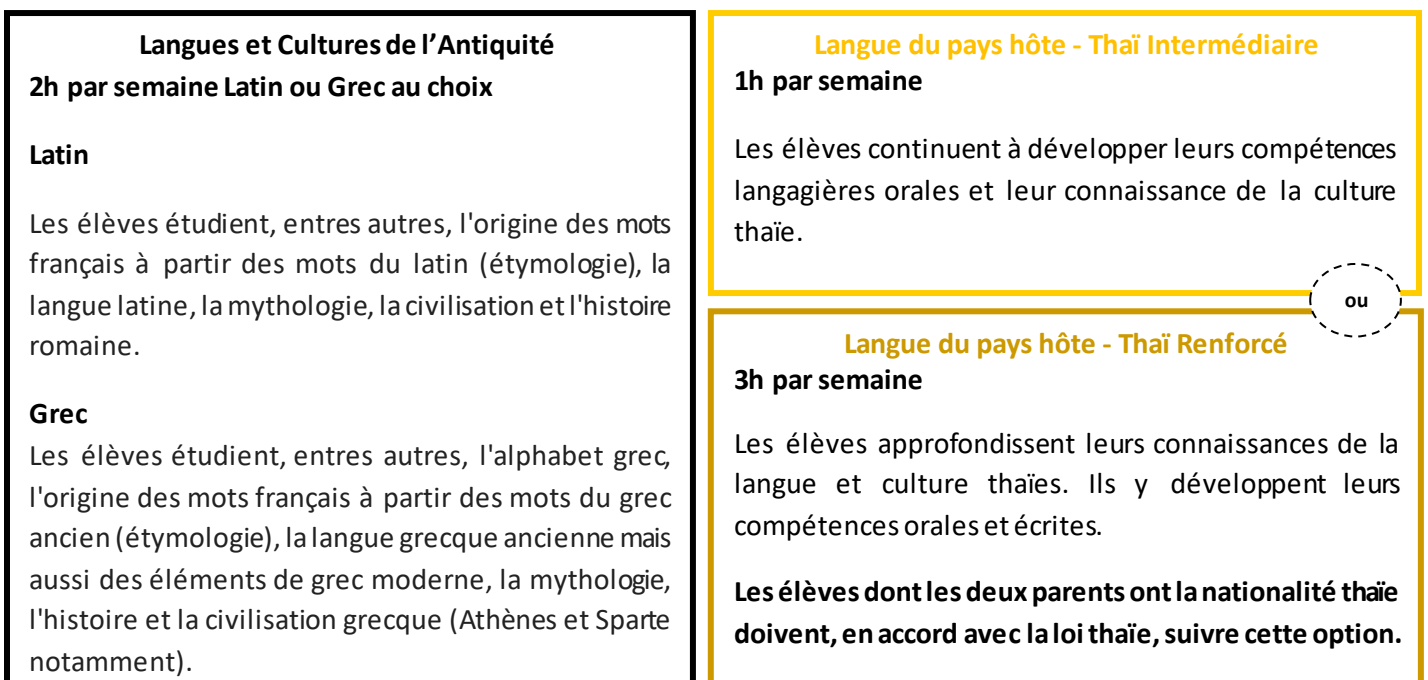 Langues et Cultures de l’Antiquité
2h par semaine Latin ou Grec au choix
Latin
Les élèves étudient, entres autres, l'origine des mots
français à partir des mots du latin (étymologie), la
langue latine, la mythologie, la civilisation et l'histoire
romaine.
Grec
Les élèves étudient, entres autres, l'alphabet grec,
l'origine des mots français à partir des mots du grec
ancien (étymologie), la langue grecque ancienne mais
aussi des éléments de grec moderne, la mythologie,
l'histoire et la civilisation grecque (Athènes et Sparte
notamment).
Langue du pays hôte - Thaï Intermédiaire
1h par semaine
Les élèves continuent à développer leurs compétences
langagières orales et leur connaissance de la culture
thaïe.
ou
Langue du pays hôte - Thaï Renforcé
3h par semaine
Les élèves approfondissent leurs connaissances de la
langue et culture thaïes. Ils y développent leurs
compétences orales et écrites.
Les élèves dont les deux parents ont la nationalité thaïe
doivent, en accord avec la loi thaïe, suivre cette option.